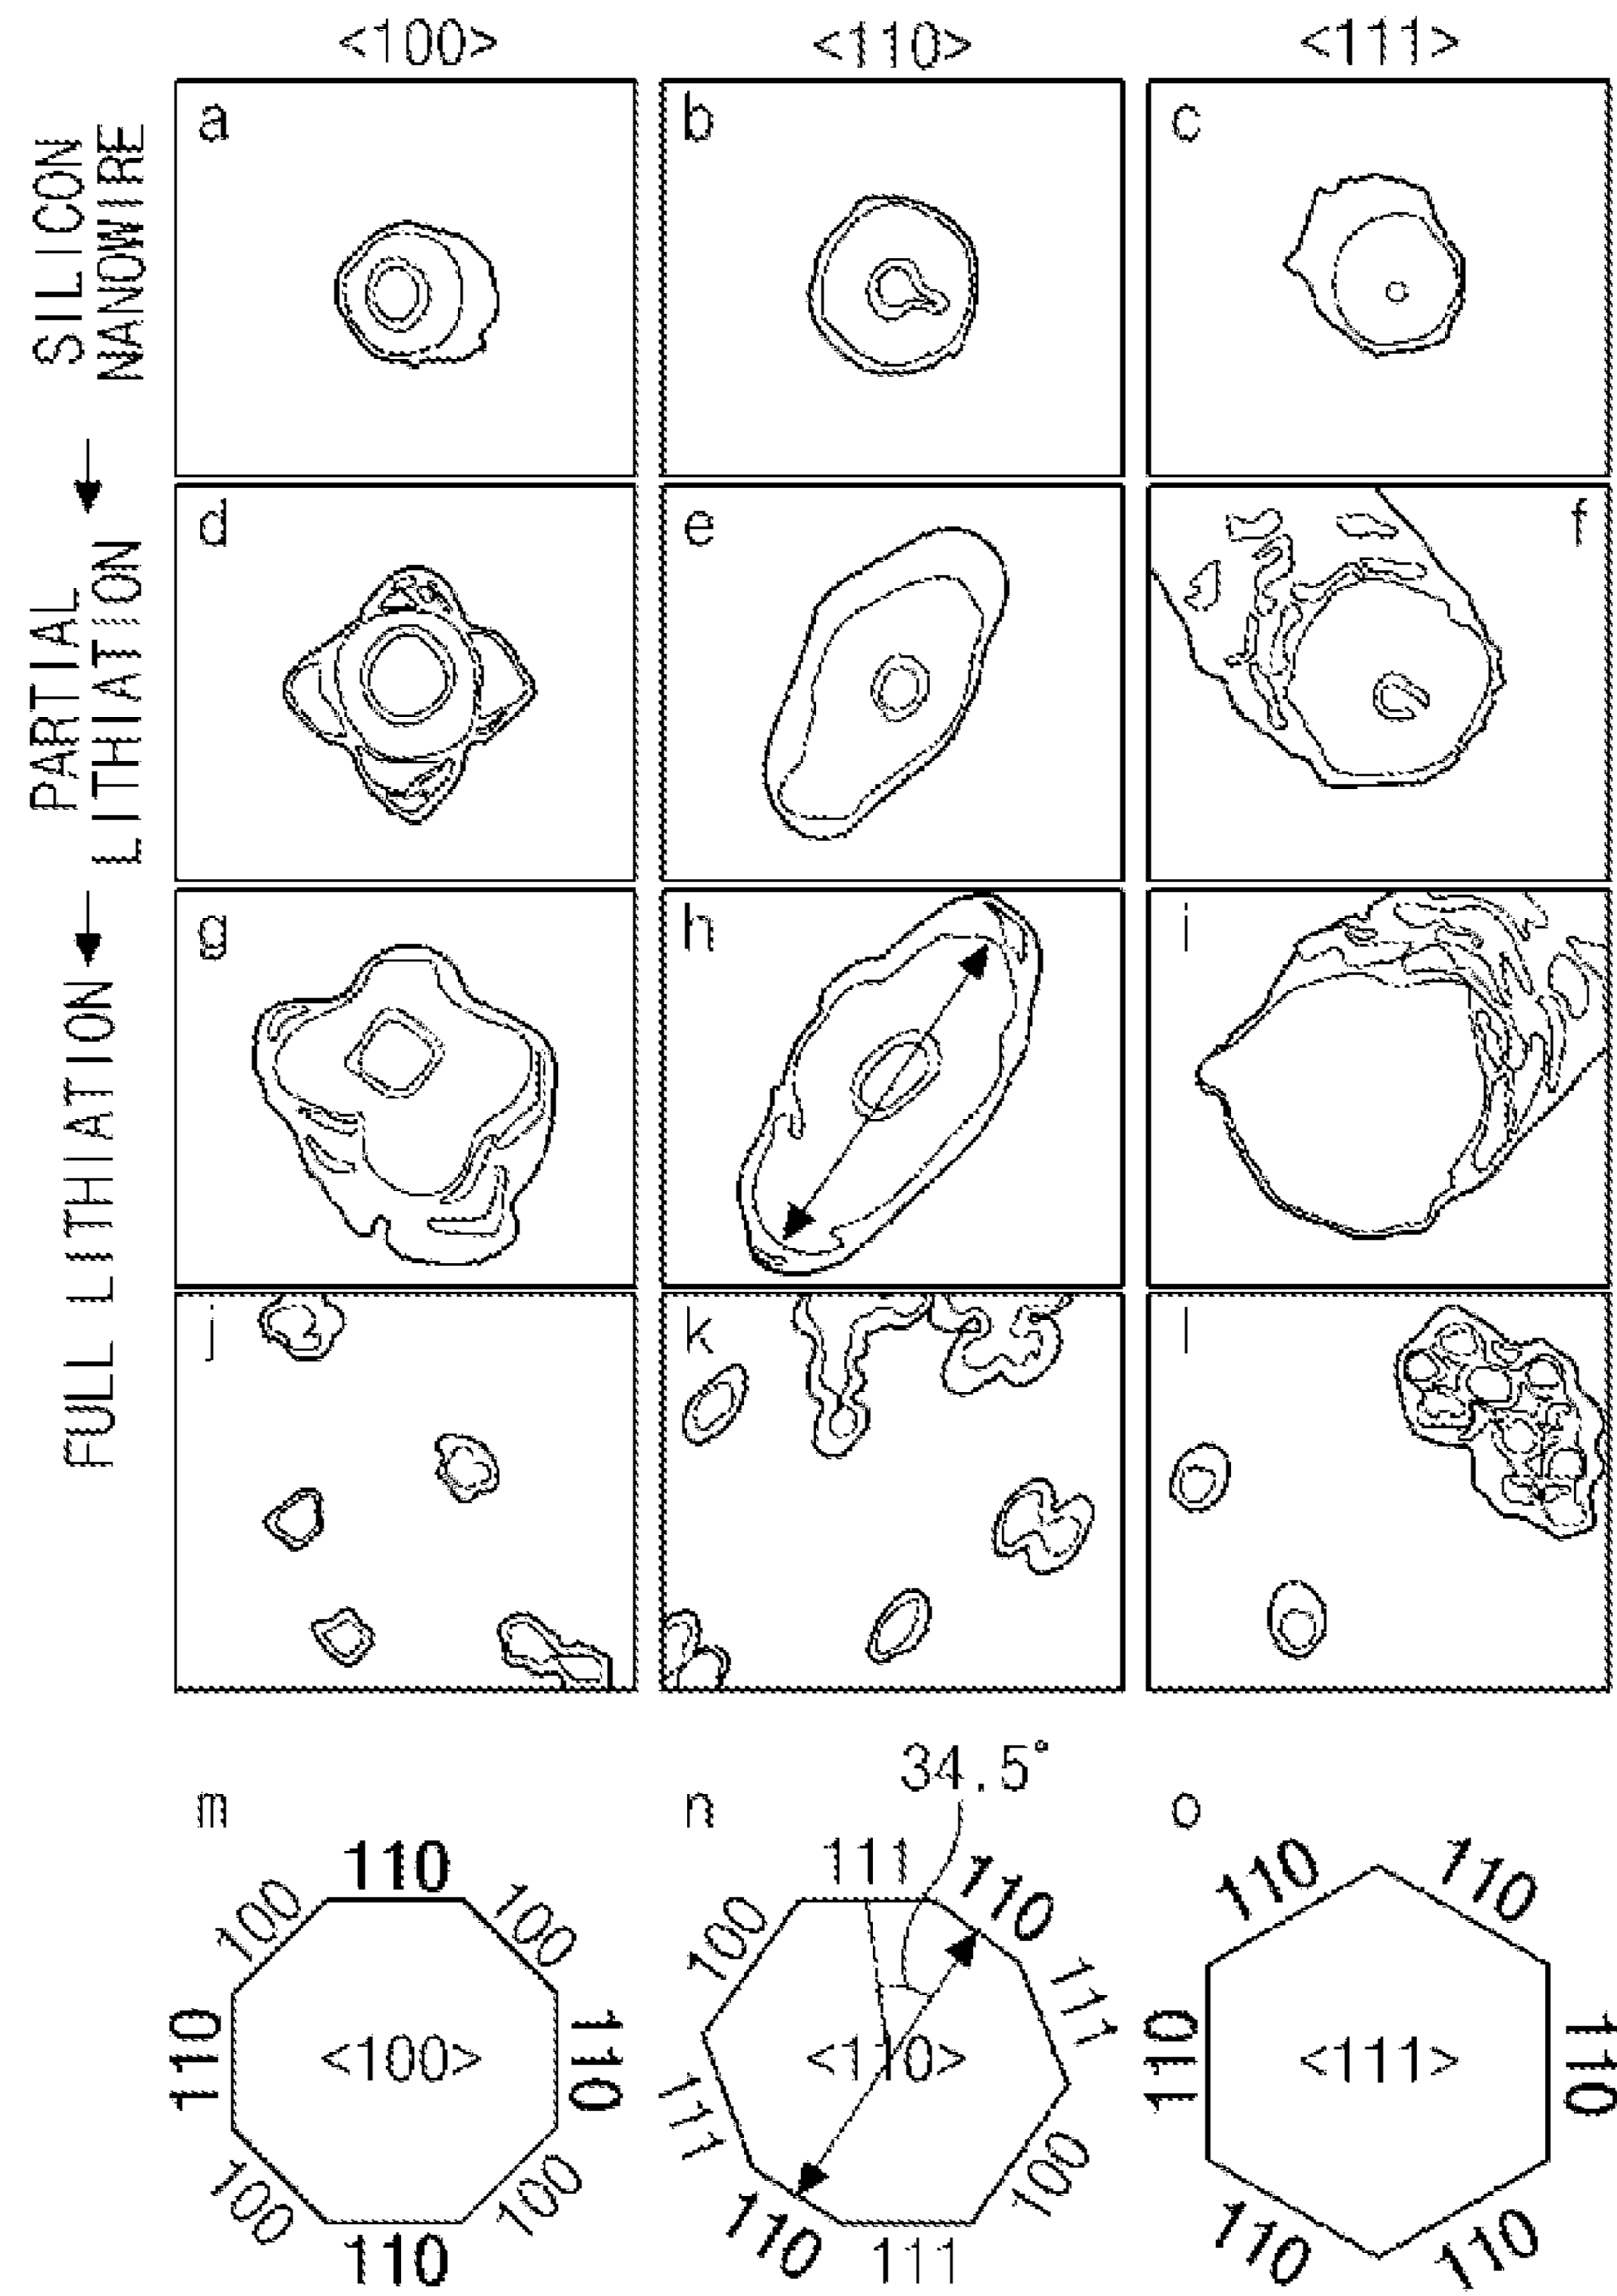 <100> <110> <111>
SILICON
NANOWIRE
PARTIAL
LITHIATION
FULL LITHIATION
a b c
d e f
g h i
j k l
34.5°
m n o
110 111 110 110 110
100 100 100 111
110 <100> 110 <110> 110 <111> 110
100 100 111 100
110 110 111 110 110